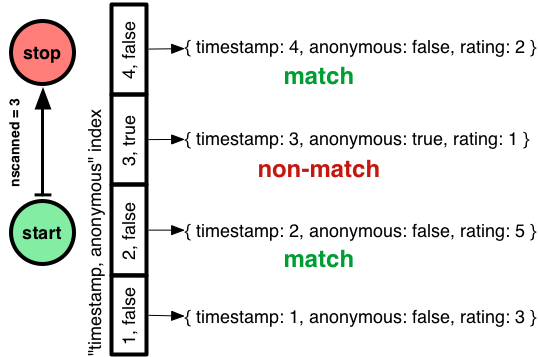 stop
nscanned = 3
start
"timestamp, anonymous" index
4, false
{ timestamp: 4, anonymous: false, rating: 2 }
match
3, true
{ timestamp: 3, anonymous: true, rating: 1 }
non-match
2, false
{ timestamp: 2, anonymous: false, rating: 5 }
match
1, false
{ timestamp: 1, anonymous: false, rating: 3 }